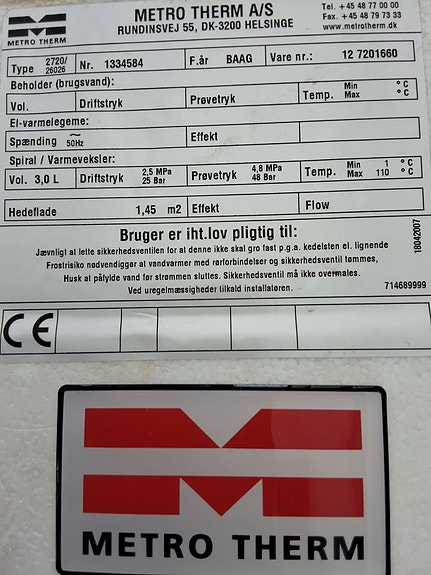 METRO THERM A/S
RUNDINSVEJ 55, DK-3200 HELSINGE
Tel. +45 48 77 00 00
Fax. +45 48 79 73 33
www.metrotherm.dk
METRO THERM
Type 2720/26026 Nr. 1334584 F.år BAAG Vare nr.: 12 7201660
Beholder (brugsvand):
Vol. Driftstryk Prøvetryk Temp. Min °C Max °C
El-varmelegeme:
Spænding ~ 50Hz Effekt
Spiral / Varmeveksler:
Vol. 3,0 L Driftstryk 2,5 MPa 25 Bar Prøvetryk 4,8 MPa 48 Bar Temp. Min 1 °C Max 110 °C
Hedeflade 1,45 m2 Effekt Flow
Bruger er iht.lov pligtig til:
Jævnligt at lette sikkerhedsventilen for at denne ikke skal gro fast p.g.a. kedelsten el. lignende
Frostrisiko nødvendiggør at vandvarmer med rørforbindelser og sikkerhedsventil tømmes,
Husk at påfylde vand før strømmen sluttes. Sikkerhedsventil må ikke overmales.
Ved uregelmæssigheder tilkald installatøren.
18042007
714689999
CE
METRO THERM